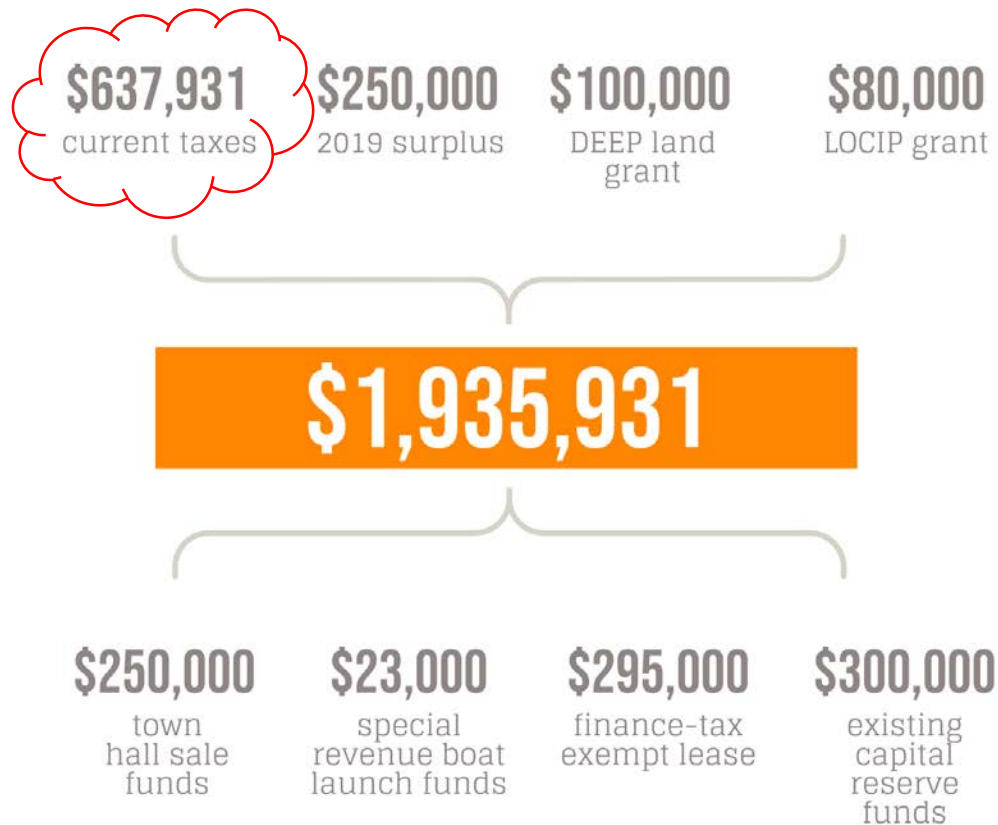 $637,931
current taxes
$250,000
2019 surplus
$100,000
DEEP land
grant
$80,000
LOCIP grant
$1,935,931
$250,000
town
hall sale
funds
$23,000
special
revenue boat
launch funds
$295,000
finance-tax
exempt lease
$300,000
existing
capital
reserve
funds